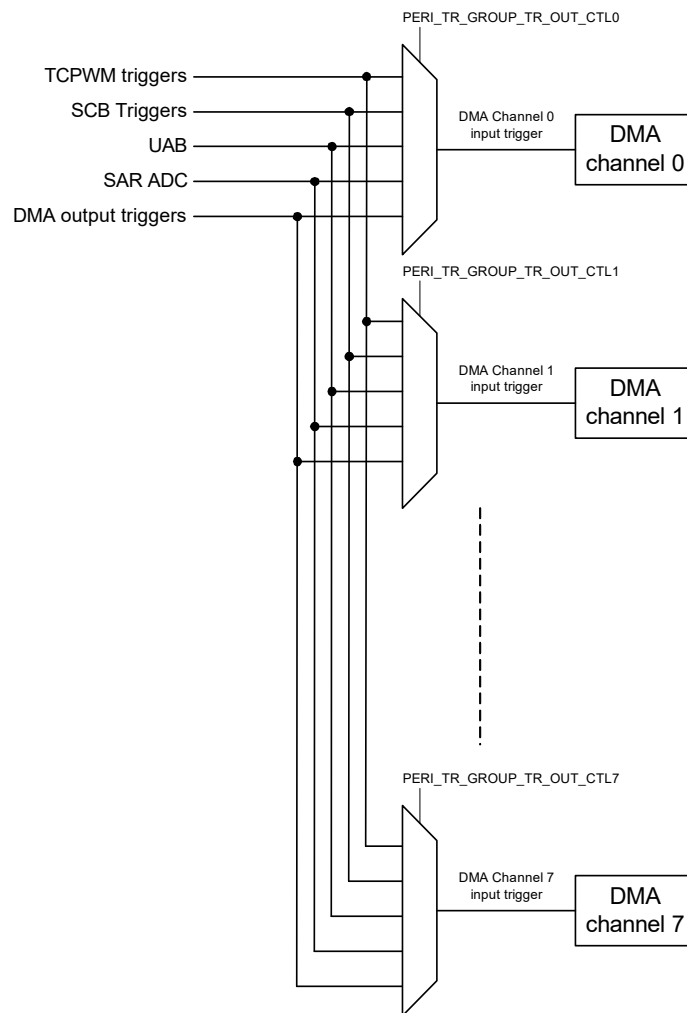 PERI_TR_GROUP_TR_OUT_CTL0
TCPWM triggers
SCB Triggers
UAB
SAR ADC
DMA output triggers
DMA Channel 0
input trigger
DMA
channel 0
PERI_TR_GROUP_TR_OUT_CTL1
DMA Channel 1
input trigger
DMA
channel 1
PERI_TR_GROUP_TR_OUT_CTL7
DMA Channel 7
input trigger
DMA
channel 7